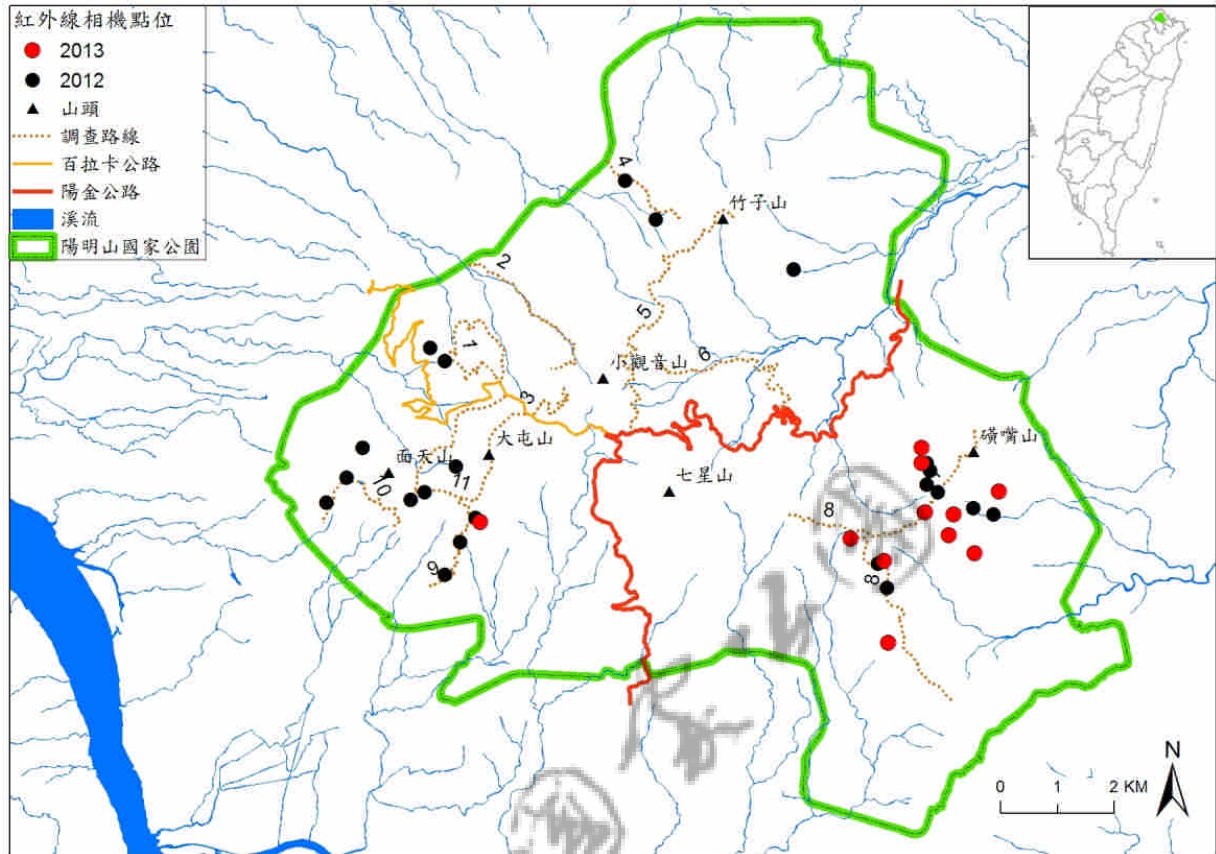 紅外線相機點位
2013
2012
山頭
調查路線
百拉卡公路
陽金公路
溪流
陽明山國家公園
4
竹子山
2
5
1
小觀音山
6
3
大屯山
磺嘴山
面天山
11
七星山
10
8
9
8
N
0 1 2 KM